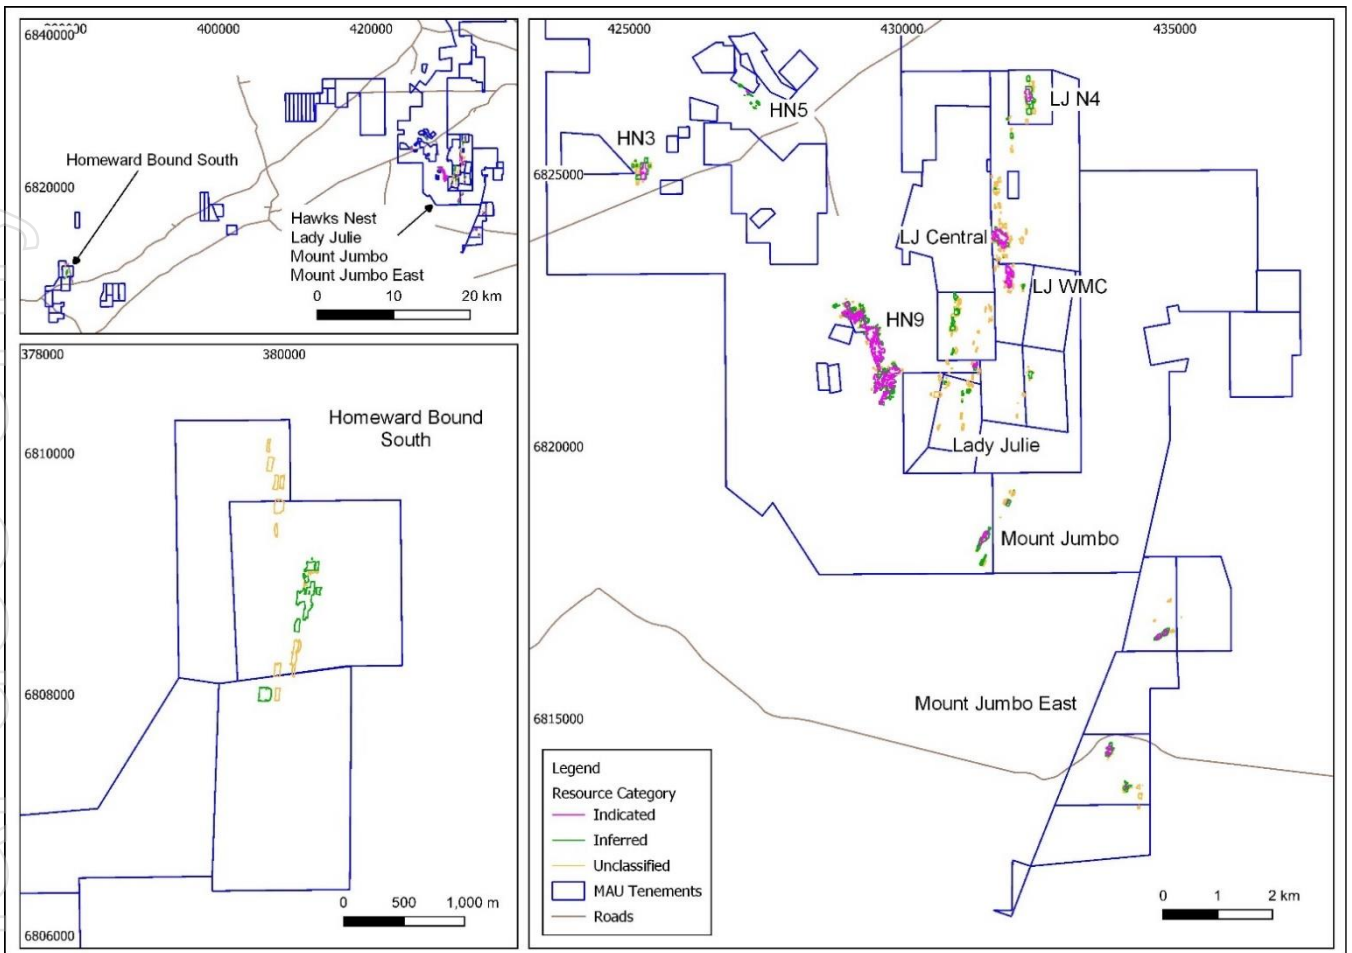 6840000
400000
420000
6820000
Homeward Bound South
Hawks Nest
Lady Julie
Mount Jumbo
Mount Jumbo East
0 10 20 km
378000
380000
Homeward Bound
South
6810000
6808000
6806000
0 500 1,000 m
425000
430000
435000
HN5
LJ N4
HN3
6825000
LJ Central
LJ WMC
HN9
6820000
Lady Julie
Mount Jumbo
Mount Jumbo East
6815000
Legend
Resource Category
Indicated
Inferred
Unclassified
MAU Tenements
Roads
0 1 2 km